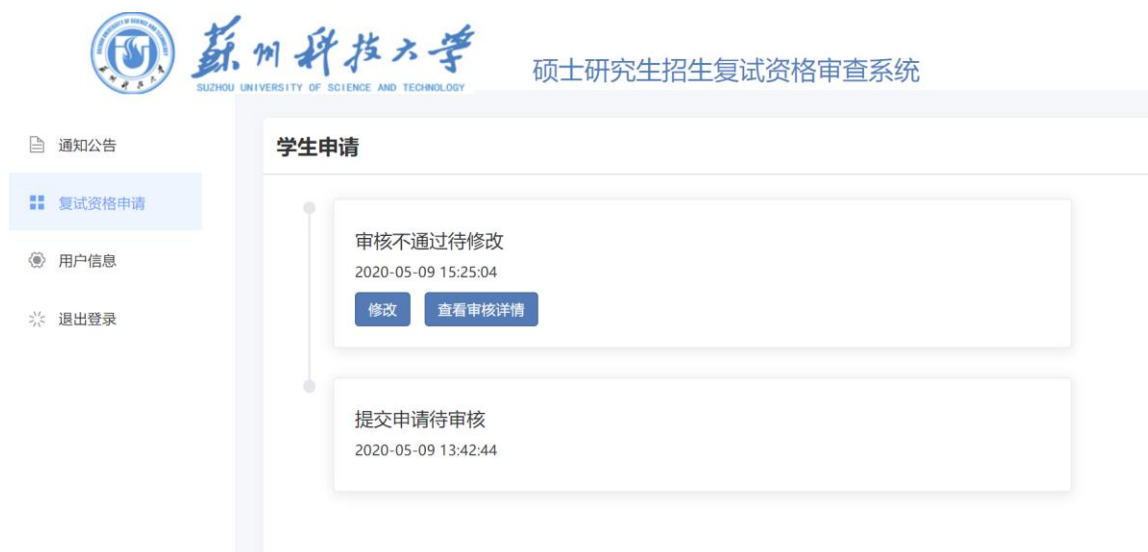 蘇州科技大学
SUZHOU UNIVERSITY OF SCIENCE AND TECHNOLOGY
硕士研究生招生复试资格审查系统
通知公告
复试资格申请
用户信息
退出登录
学生申请
审核不通过待修改
2020-05-09 15:25:04
修改 查看审核详情
提交申请待审核
2020-05-09 13:42:44